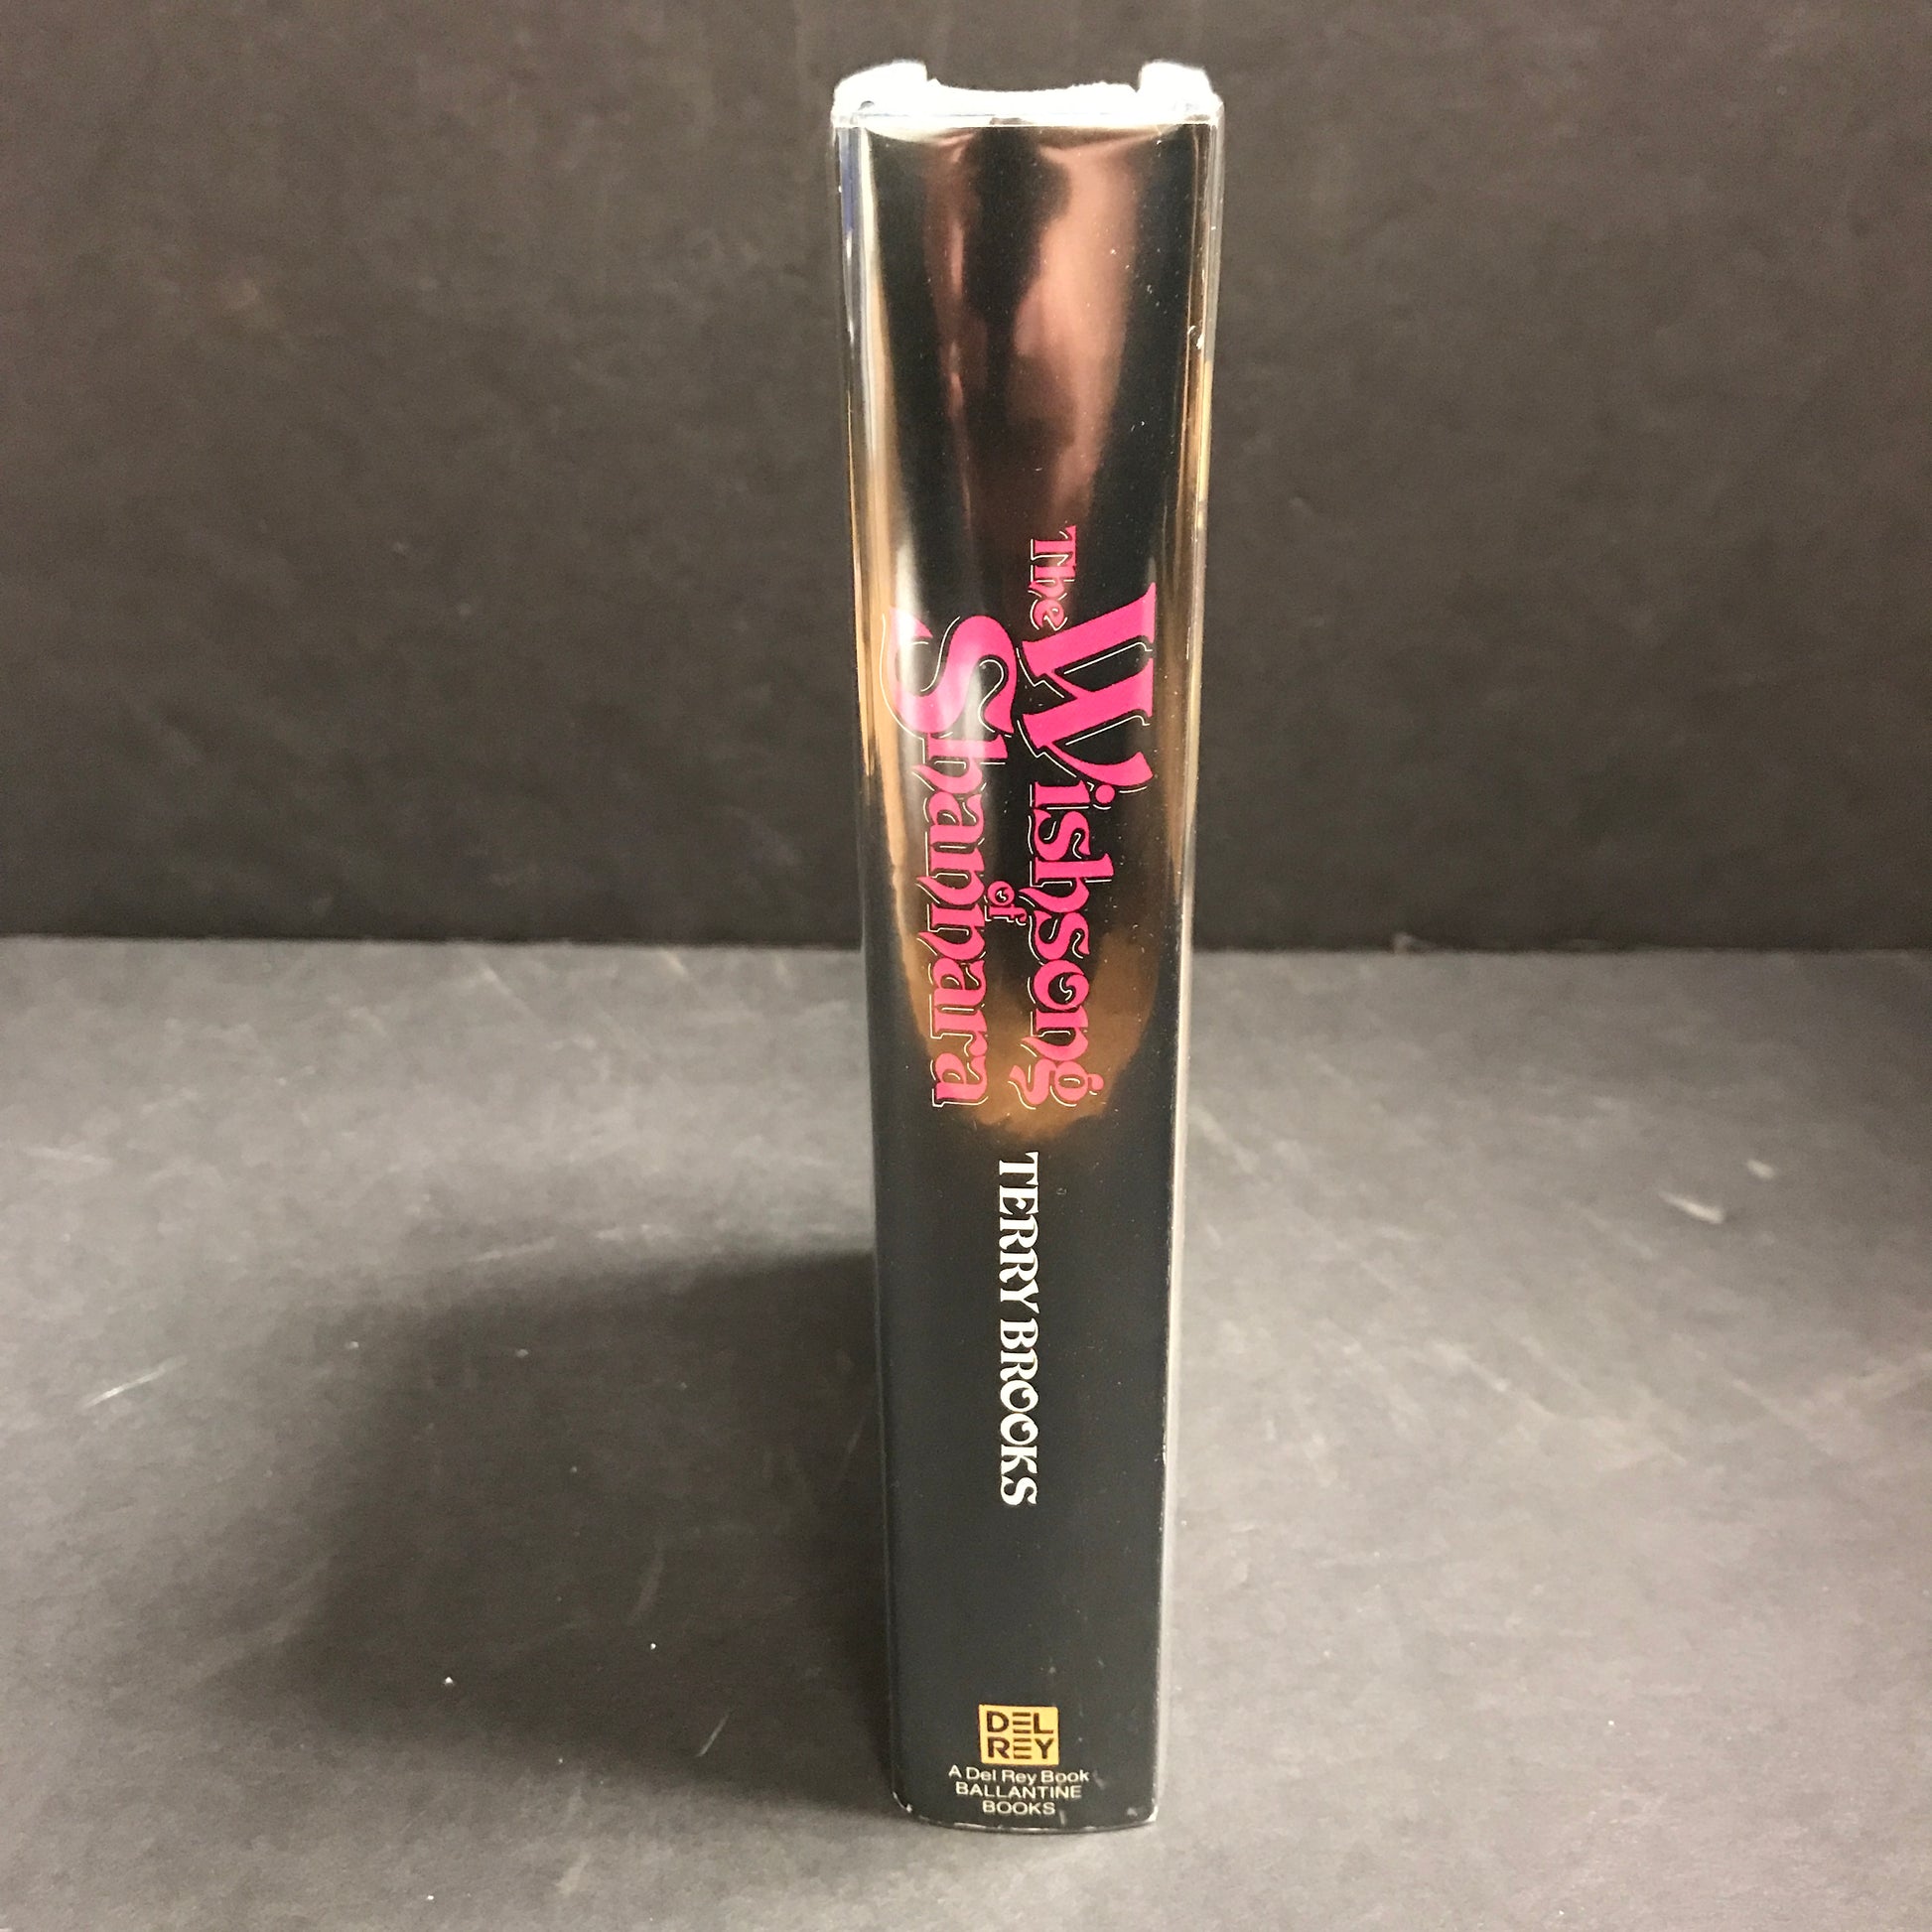 The Wishsong
of
Shannara
TERRY BROOKS
DEL
REY
A Del Rey Book
BALLANTINE
BOOKS